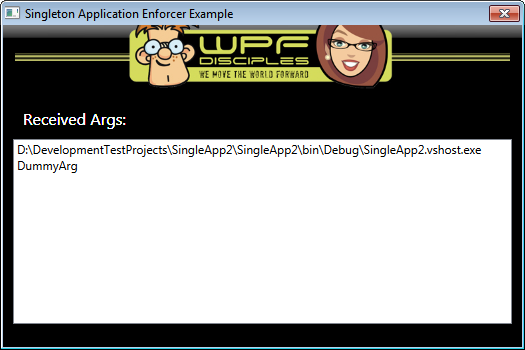 Singleton Application Enforcer Example
WPF
DISCIPLES
WE MOVE THE WORLD FORWARD
Received Args:
D:\DevelopmentTestProjects\SingleApp2\SingleApp2\bin\Debug\SingleApp2.vshost.exe
DummyArg